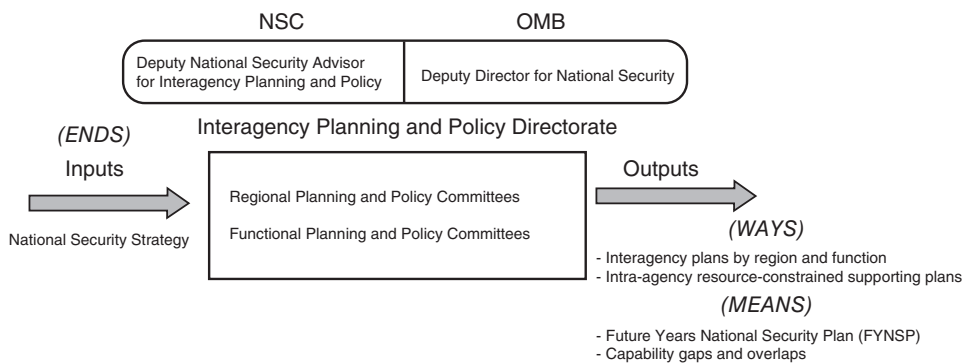 NSC OMB
Deputy National Security Advisor
for Interagency Planning and Policy
Deputy Director for National Security
Interagency Planning and Policy Directorate
(ENDS)
Inputs
National Security Strategy
Regional Planning and Policy Committees
Functional Planning and Policy Committees
Outputs
(WAYS)
- Interagency plans by region and function
- Intra-agency resource-constrained supporting plans
(MEANS)
- Future Years National Security Plan (FYNSP)
- Capability gaps and overlaps